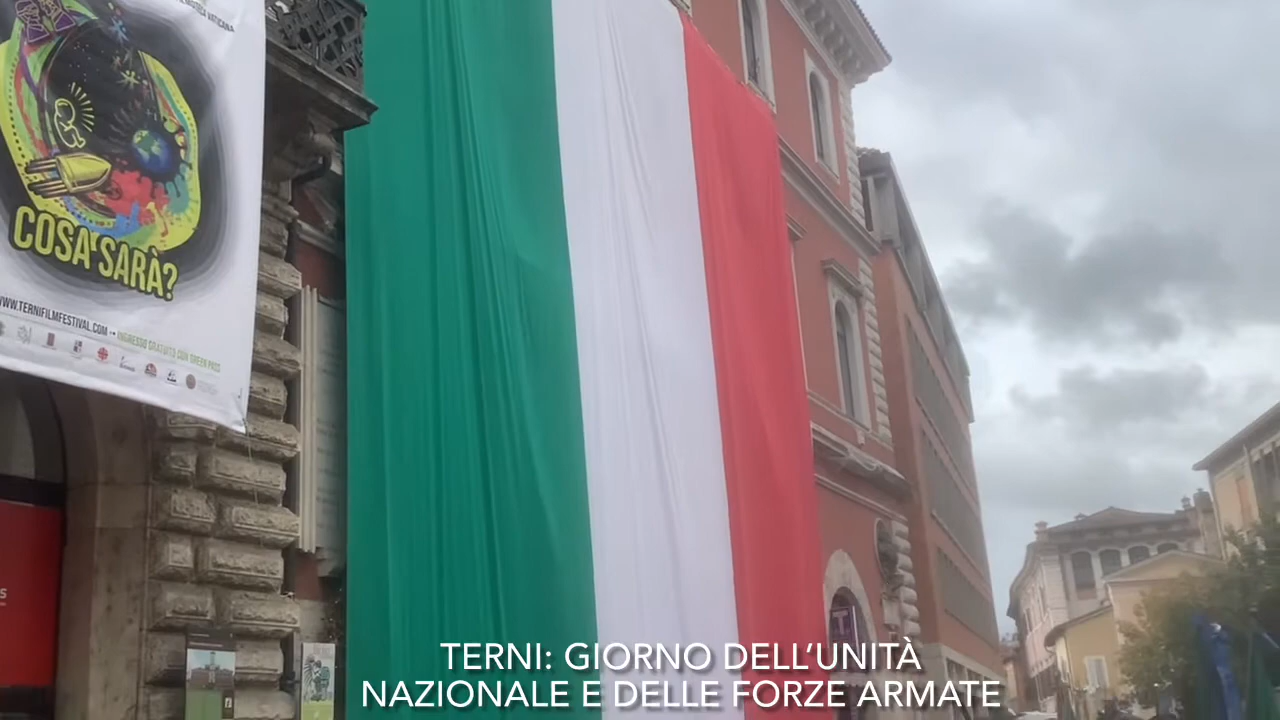 COSA SARÀ?
WWW.TERNIFILMFESTIVAL.COM
INGRESSO GRATUITO CON GREEN PASS
TERNI: GIORNO DELL'UNITÀ
NAZIONALE E DELLE FORZE ARMATE